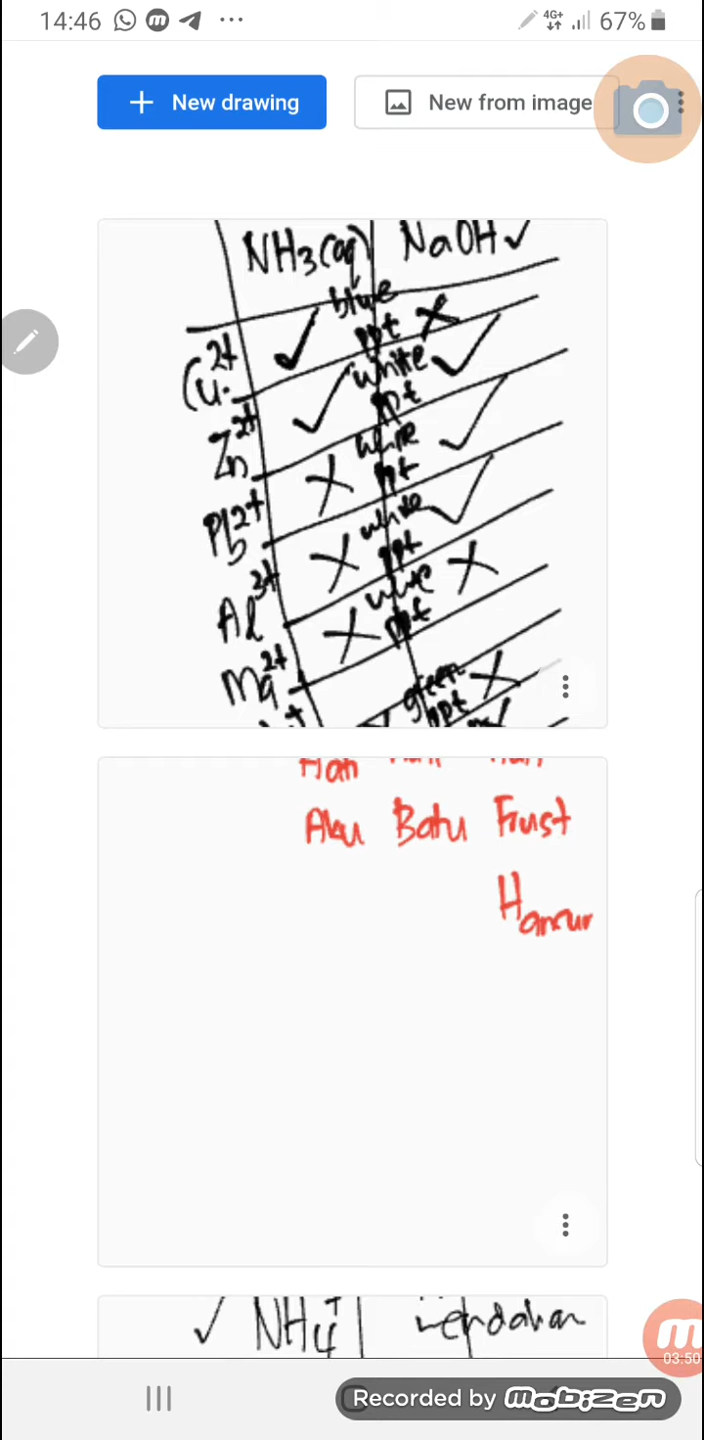 14:46 4G+ 67%
New drawing New from image
NH3(aq) NaOH ✓
Cu2+ ✓ blue ppt ✗
Zn2+ ✓ white ppt ✓
Pb2+ ✗ white ppt ✓
Al3+ ✗ white ppt ✓
Mg2+ ✗ white ppt ✗
green ppt ✗
Aku Batu Frust
Hancur
✓ NH4+
03:50
Recorded by mobizen